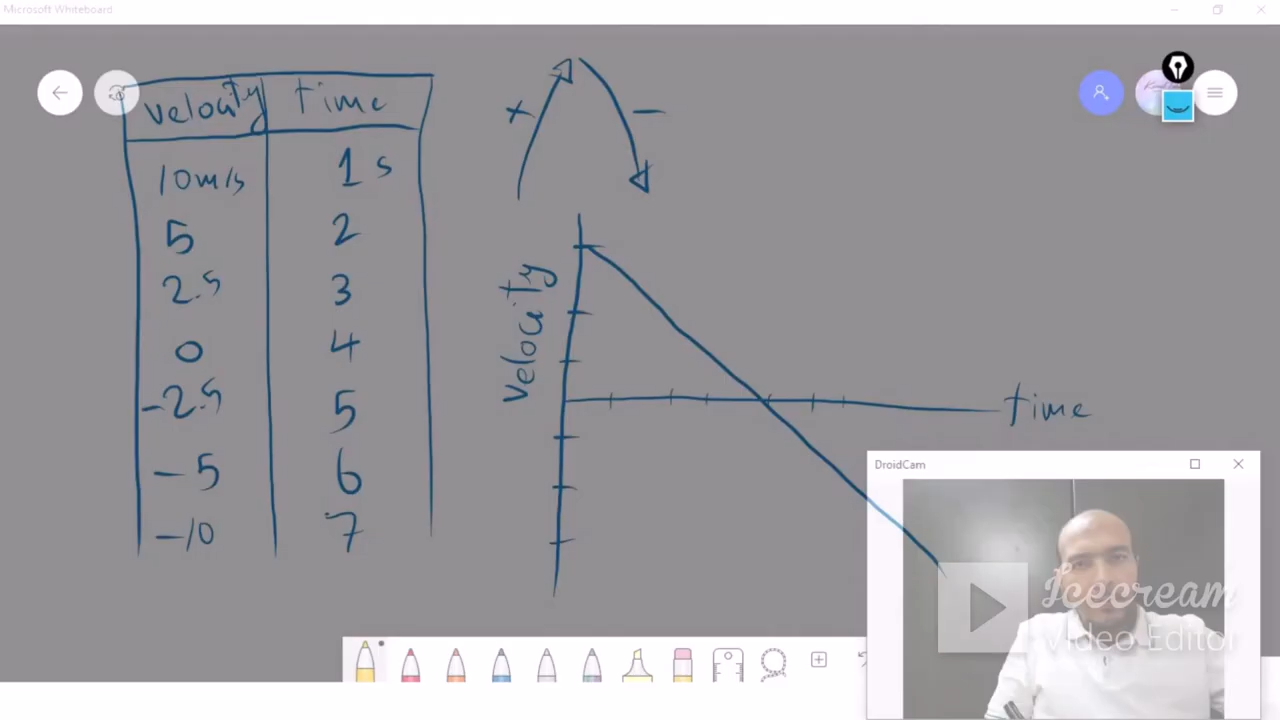 Microsoft Whiteboard
velocity time
10m/s 1 s
5 2
2.5 3
0 4
-2.5 5
-5 6
-10 7
+ -
velocity
time
DroidCam
Icecream
Video Editor